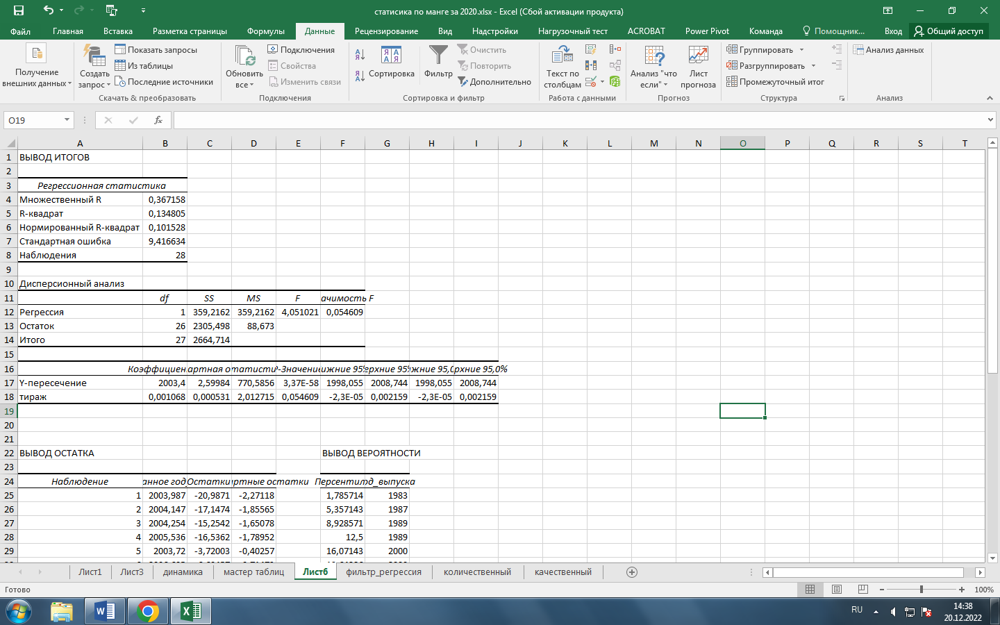 статисика по манге за 2020.xlsx - Excel (Сбой активации продукта)
Файл Главная Вставка Разметка страницы Формулы Данные Рецензирование Вид Надстройки Нагрузочный тест ACROBAT Power Pivot Команда Помощник... Вход Общий доступ
Получение внешних данных
Создать запрос
Показать запросы
Из таблицы
Последние источники
Скачать & преобразовать
Обновить все
Подключения
Свойства
Изменить связи
Подключения
Сортировка
Фильтр
Очистить
Повторить
Дополнительно
Сортировка и фильтр
Текст по столбцам
Работа с данными
Анализ "что если"
Лист прогноза
Прогноз
Группировать
Разгруппировать
Промежуточный итог
Структура
Анализ данных
Анализ
O19 fx
A B C D E F G H I J K L M N O P Q R S T
1 ВЫВОД ИТОГОВ
2
3 Регрессионная статистика
4 Множественный R 0,367158
5 R-квадрат 0,134805
6 Нормированный R-квадрат 0,101528
7 Стандартная ошибка 9,416634
8 Наблюдения 28
9
10 Дисперсионный анализ
11 df SS MS F ачимость F
12 Регрессия 1 359,2162 359,2162 4,051021 0,054609
13 Остаток 26 2305,498 88,673
14 Итого 27 2664,714
15
16 Коэффициен артная о татисти Р-Значение ижние 95% ерхние 95% жние 95,0 рхние 95,0%
17 Y-пересечение 2003,4 2,59984 770,5856 3,37E-58 1998,055 2008,744 1998,055 2008,744
18 тираж 0,001068 0,000531 2,012715 0,054609 -2,3E-05 0,002159 -2,3E-05 0,002159
19
20
21
22 ВЫВОД ОСТАТКА ВЫВОД ВЕРОЯТНОСТИ
23
24 Наблюдение анное год Остатки ртные остатки Персентил од_выпуска
25 1 2003,987 -20,9871 -2,27118 1,785714 1983
26 2 2004,147 -17,1474 -1,85565 5,357143 1987
27 3 2004,254 -15,2542 -1,65078 8,928571 1989
28 4 2005,536 -16,5362 -1,78952 12,5 1989
29 5 2003,72 -3,72003 -0,40257 16,07143 2000
Лист1 Лист3 динамика мастер таблиц Лист6 фильтр_регрессия количественный качественный
Готово 100%
RU 14:38
20.12.2022